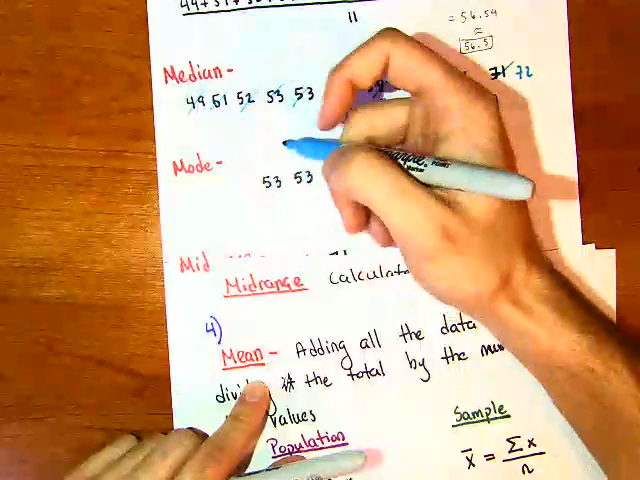 11
= 56.54
≈
56.5
Median-
49 51 52 53 53
71 72
Mode-
53 53
Mid
Midrange Calculat
4)
Mean - Adding all the data
the total by the
values
Population
Sample
x̄ = Σx / n